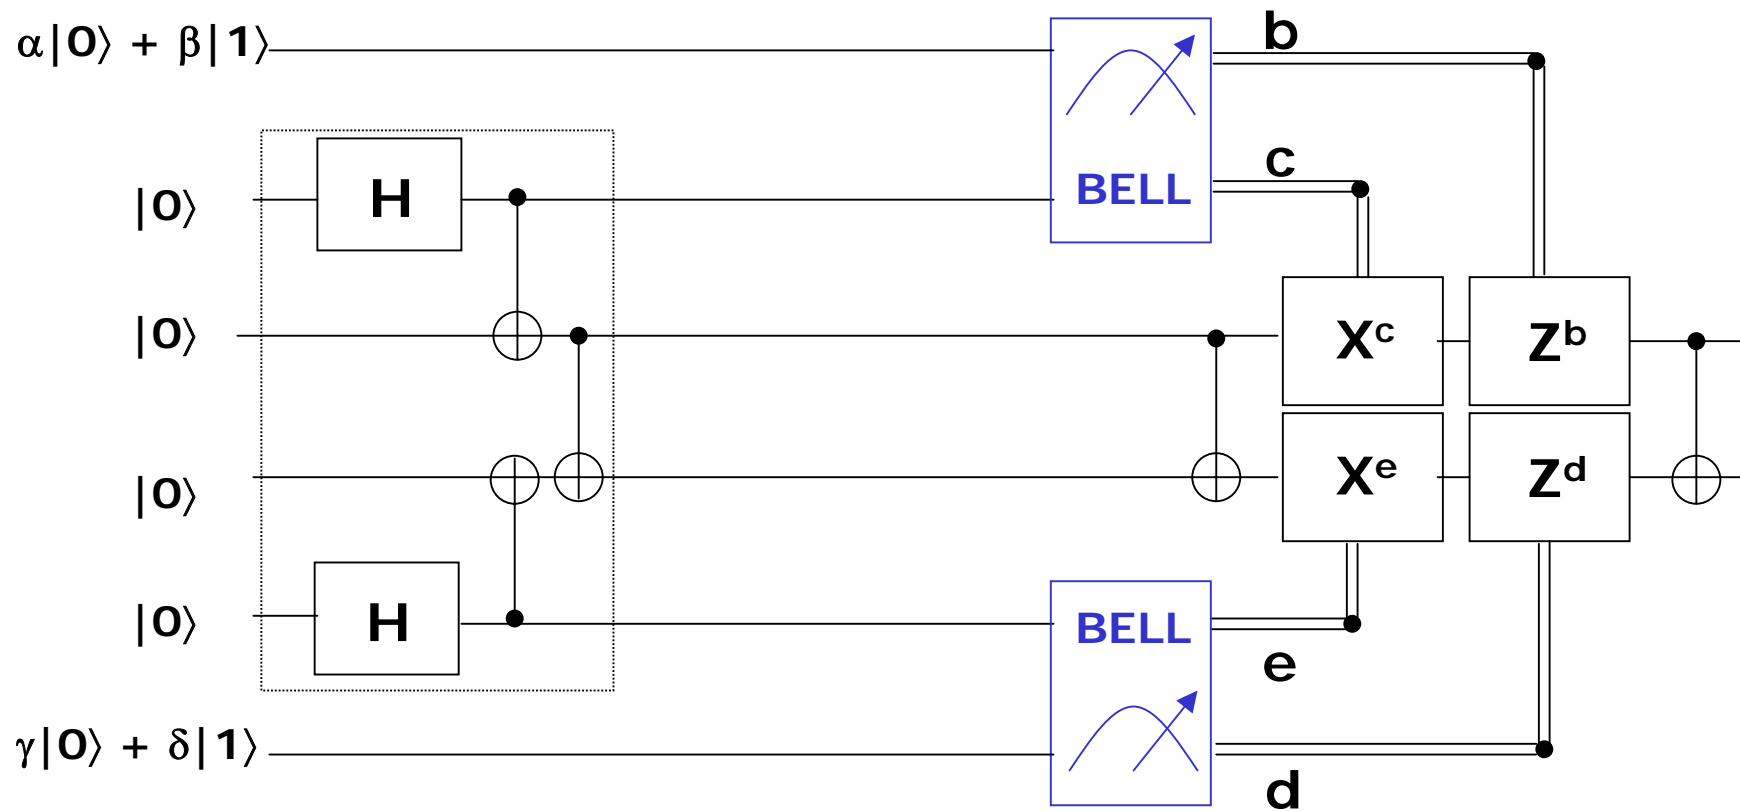 α|0⟩ + β|1⟩
b
H
c
|0⟩
BELL
|0⟩
Xᶜ
Zᵇ
|0⟩
Xᵉ
Zᵈ
|0⟩
H
BELL
e
γ|0⟩ + δ|1⟩
d